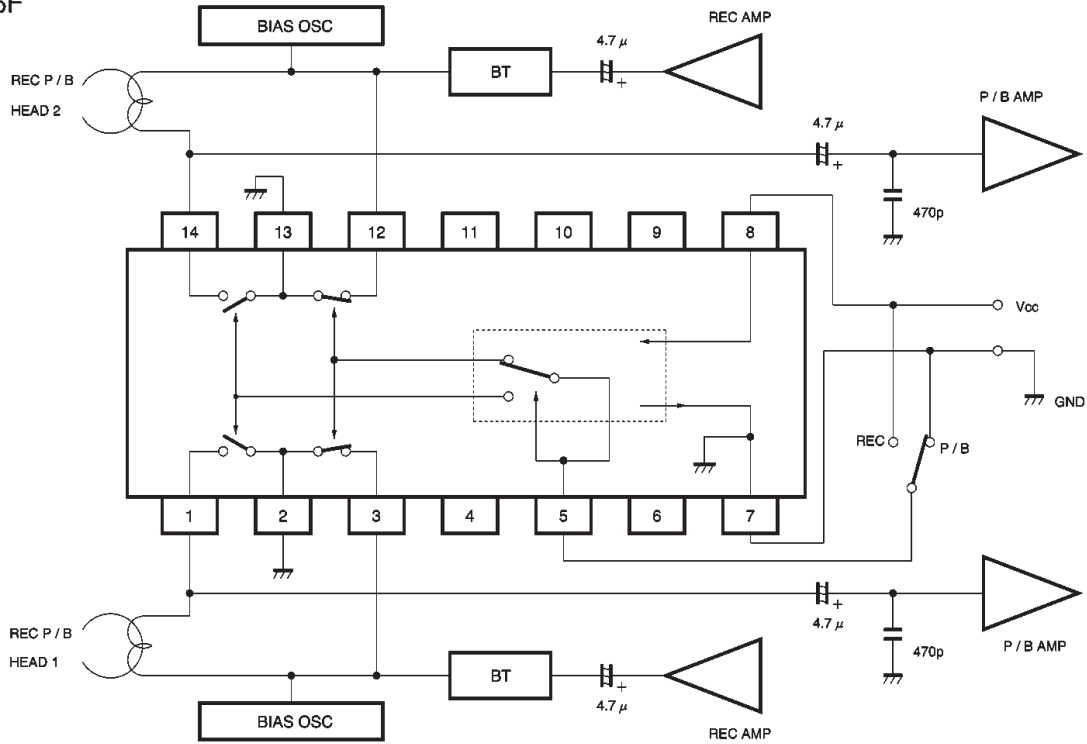 BIAS OSC
REC AMP
4.7 μ
+
REC P / B
HEAD 2
BT
P / B AMP
4.7 μ
+
470p
14 13 12 11 10 9 8
Vcc
GND
REC
P / B
1 2 3 4 5 6 7
REC P / B
HEAD 1
+
4.7 μ
470p
P / B AMP
BT
+
4.7 μ
BIAS OSC
REC AMP